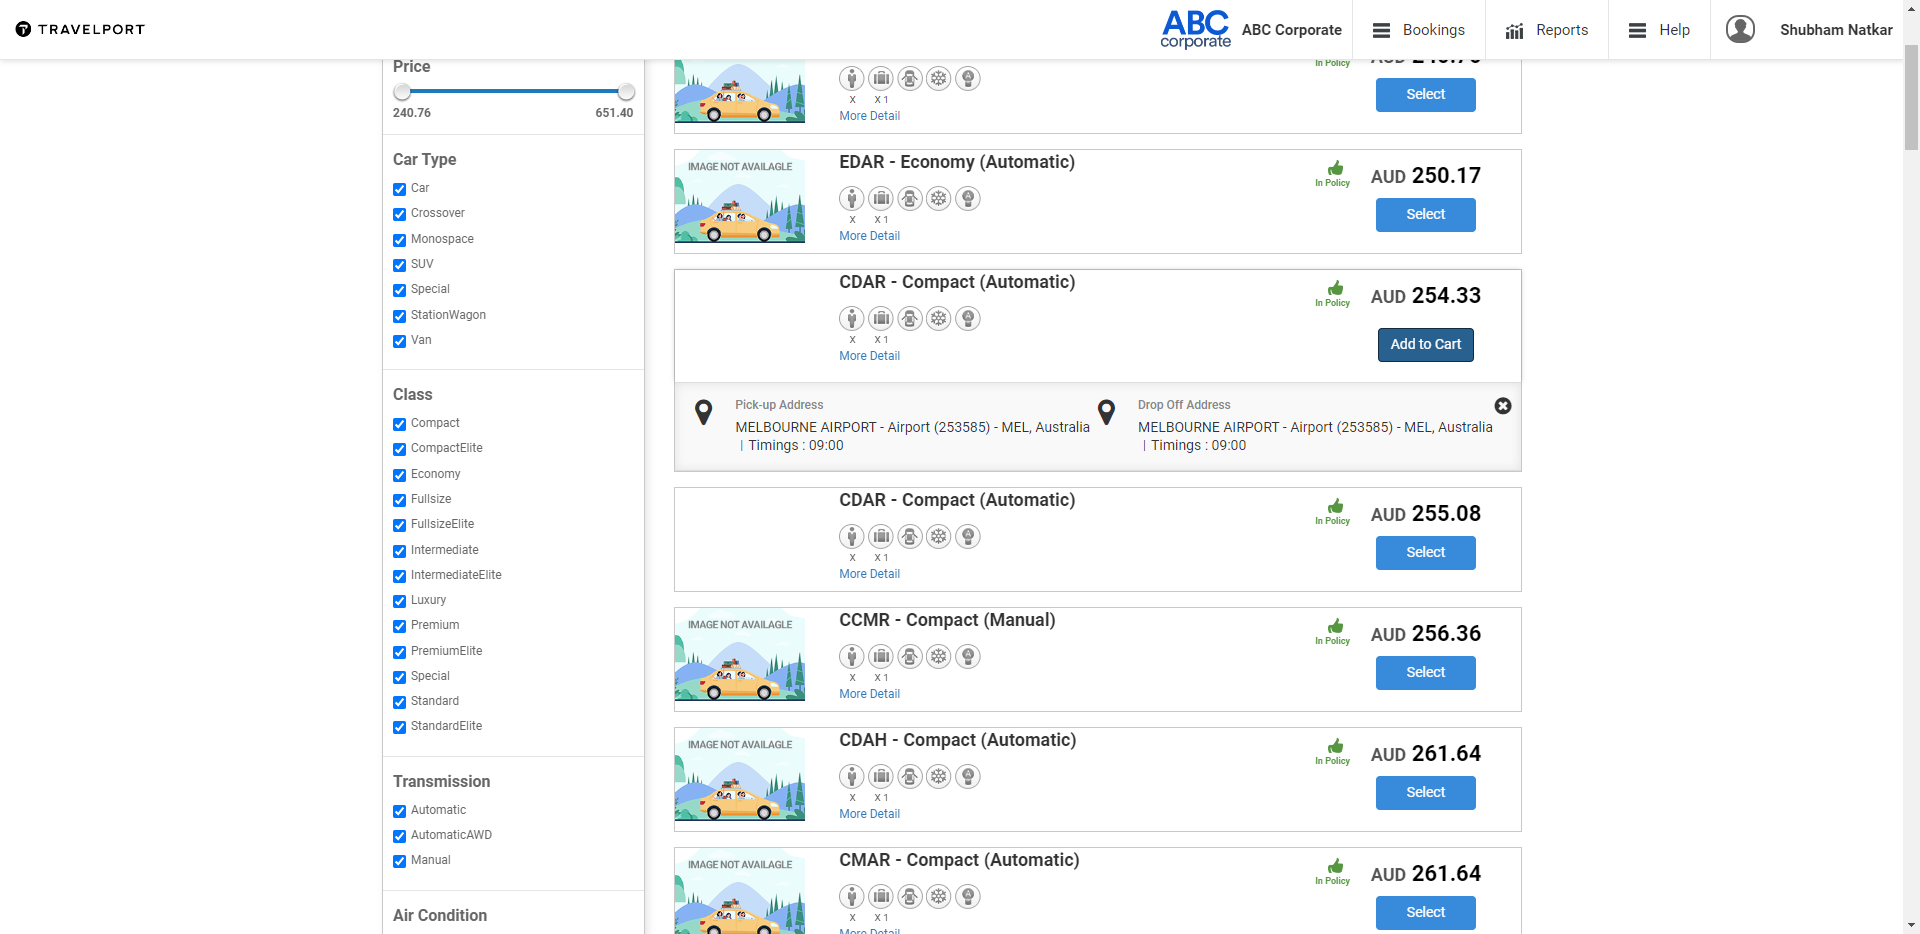 TRAVELPORT
ABC
corporate
ABC Corporate
Bookings
Reports
Help
Shubham Natkar
Price
240.76
651.40
Car Type
Car
Crossover
Monospace
SUV
Special
StationWagon
Van
Class
Compact
CompactElite
Economy
Fullsize
FullsizeElite
Intermediate
IntermediateElite
Luxury
Premium
PremiumElite
Special
Standard
StandardElite
Transmission
Automatic
AutomaticAWD
Manual
Air Condition
X
X 1
More Detail
In Policy
AUD 240.76
Select
IMAGE NOT AVAILAGLE
EDAR - Economy (Automatic)
X
X 1
More Detail
In Policy
AUD 250.17
Select
CDAR - Compact (Automatic)
X
X 1
More Detail
In Policy
AUD 254.33
Add to Cart
Pick-up Address
MELBOURNE AIRPORT - Airport (253585) - MEL, Australia
| Timings : 09:00
Drop Off Address
MELBOURNE AIRPORT - Airport (253585) - MEL, Australia
| Timings : 09:00
CDAR - Compact (Automatic)
X
X 1
More Detail
In Policy
AUD 255.08
Select
IMAGE NOT AVAILAGLE
CCMR - Compact (Manual)
X
X 1
More Detail
In Policy
AUD 256.36
Select
IMAGE NOT AVAILAGLE
CDAH - Compact (Automatic)
X
X 1
More Detail
In Policy
AUD 261.64
Select
IMAGE NOT AVAILAGLE
CMAR - Compact (Automatic)
X
X 1
More Detail
In Policy
AUD 261.64
Select